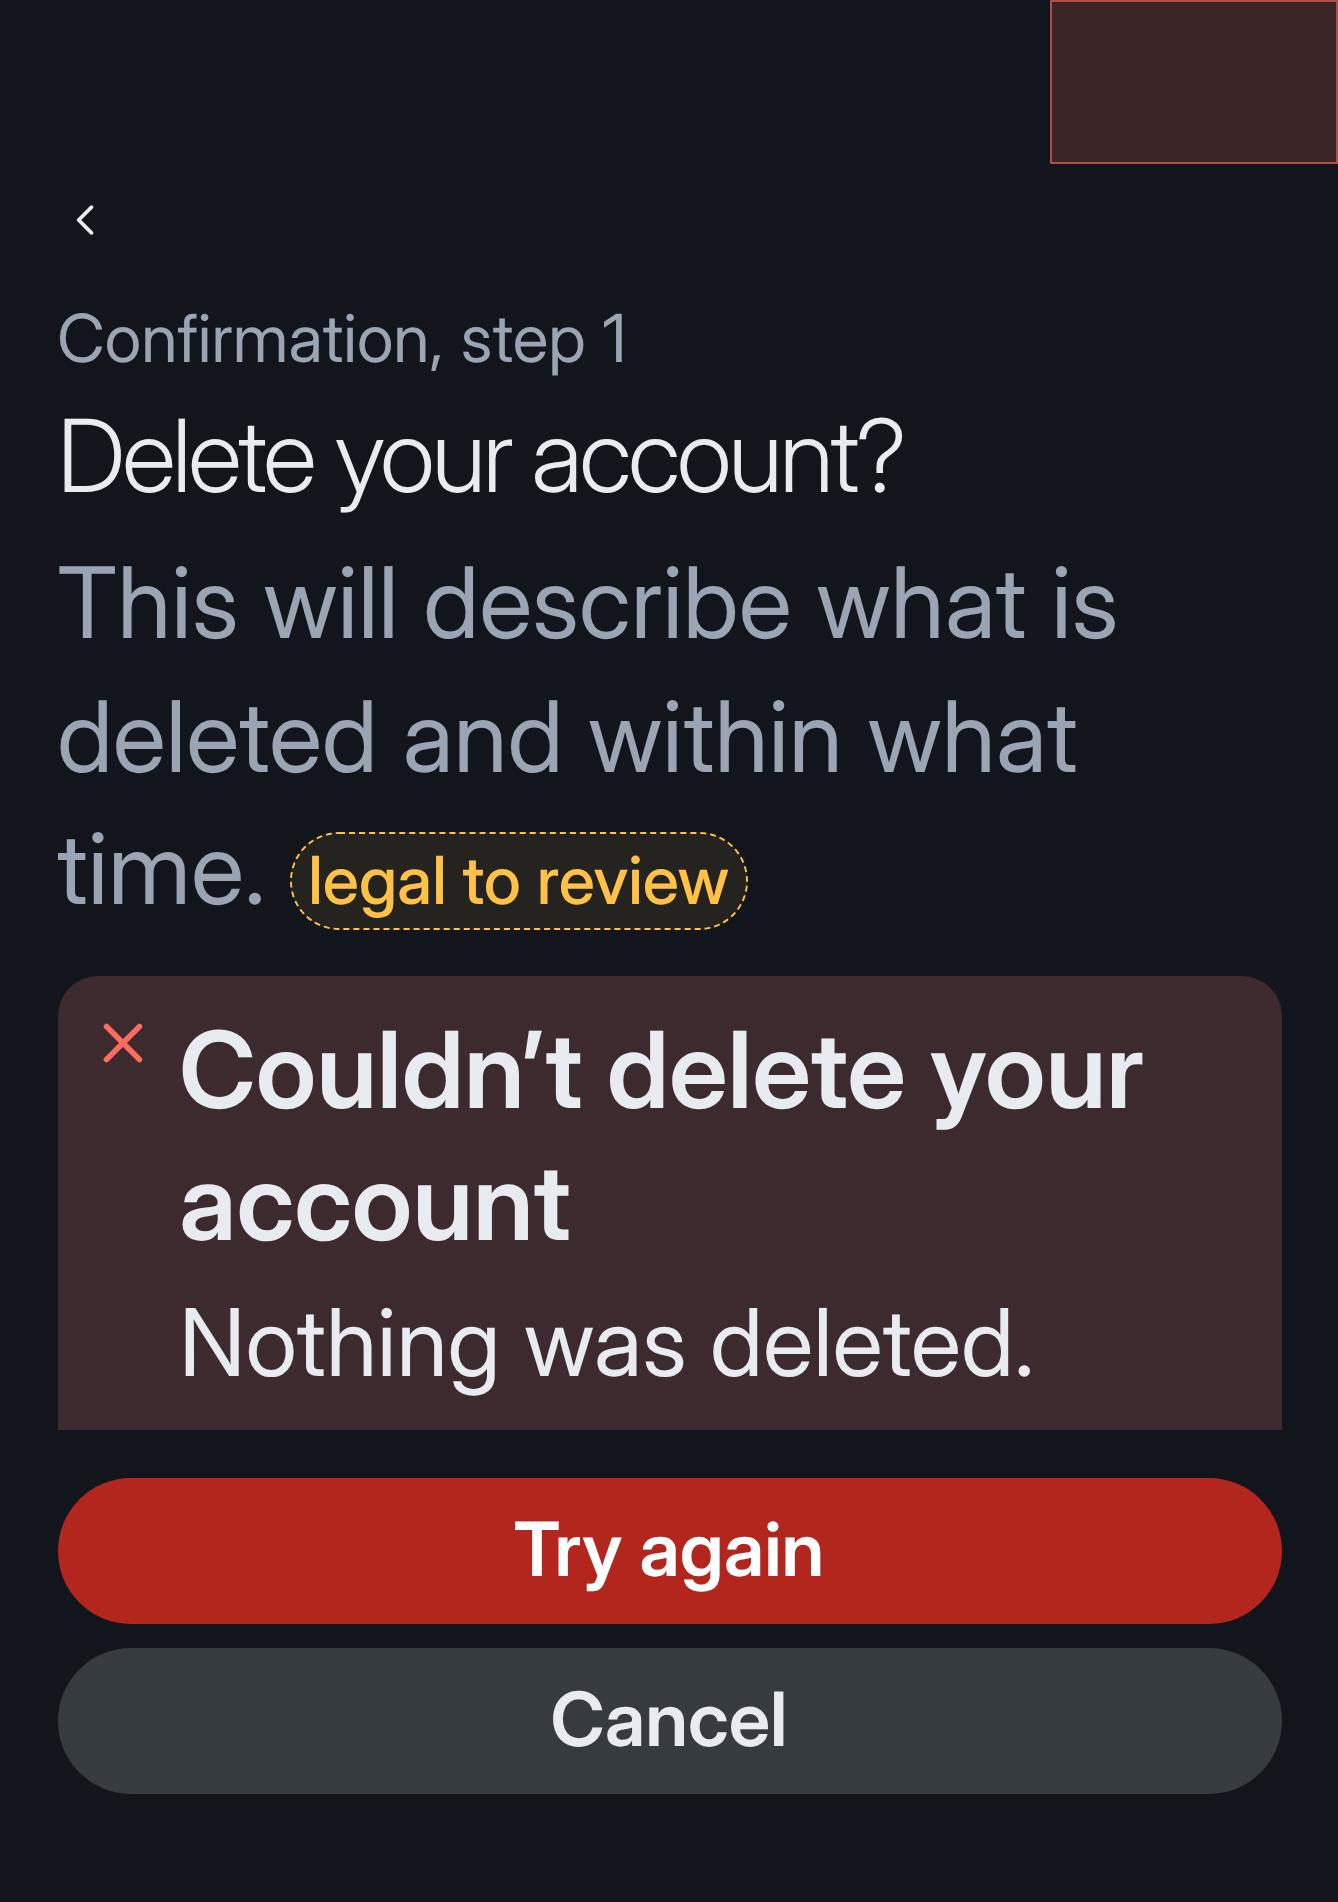 Confirmation, step 1
Delete your account?
This will describe what is
deleted and within what
time. legal to review
Couldn’t delete your
account
Nothing was deleted.
Try again
Cancel